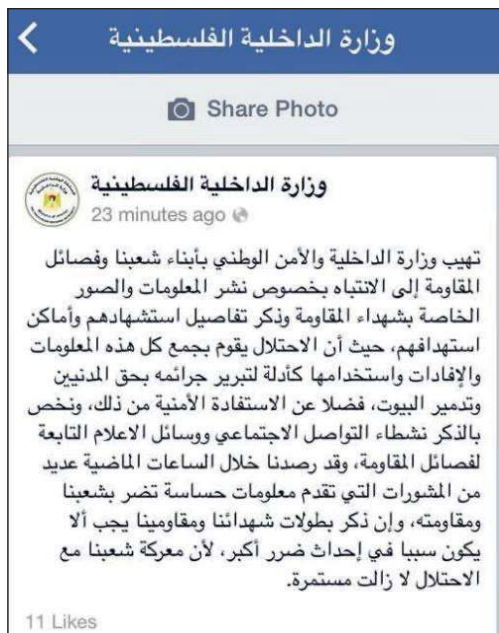 وزارة الداخلية الفلسطينية
Share Photo
وزارة الداخلية الفلسطينية
23 minutes ago
تهيب وزارة الداخلية والأمن الوطني بأبناء شعبنا وفصائل
المقاومة إلى الانتباه بخصوص نشر المعلومات والصور
الخاصة بشهداء المقاومة وذكر تفاصيل استشهادهم وأماكن
استهدافهم، حيث أن الاحتلال يقوم بجمع كل هذه المعلومات
والإفادات واستخدامها كأدلة لتبرير جرائمه بحق المدنيين
وتدمير البيوت، فضلا عن الاستفادة الأمنية من ذلك، ونخص
بالذكر نشطاء التواصل الاجتماعي ووسائل الاعلام التابعة
لفصائل المقاومة، وقد رصدنا خلال الساعات الماضية عديد
من المشورات التي تقدم معلومات حساسة تضر بشعبنا
ومقاومته، وإن ذكر بطولات شهدائنا ومقاومينا يجب ألا
يكون سببا في إحداث ضرر أكبر، لأن معركة شعبنا مع
الاحتلال لا زالت مستمرة.
11 Likes